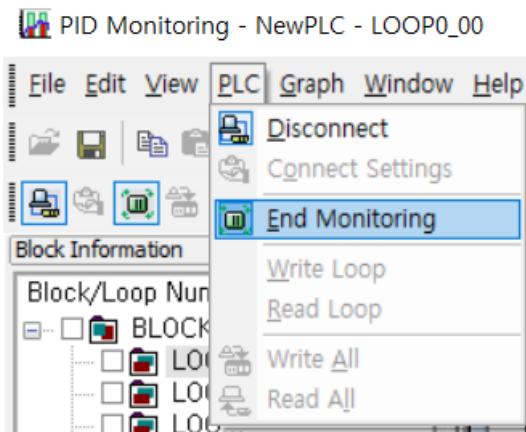 PID Monitoring - NewPLC - LOOP0_00
File Edit View PLC Graph Window Help
Disconnect
Connect Settings
End Monitoring
Block Information
Write Loop
Block/Loop Num
Read Loop
BLOCK
Write All
Read All